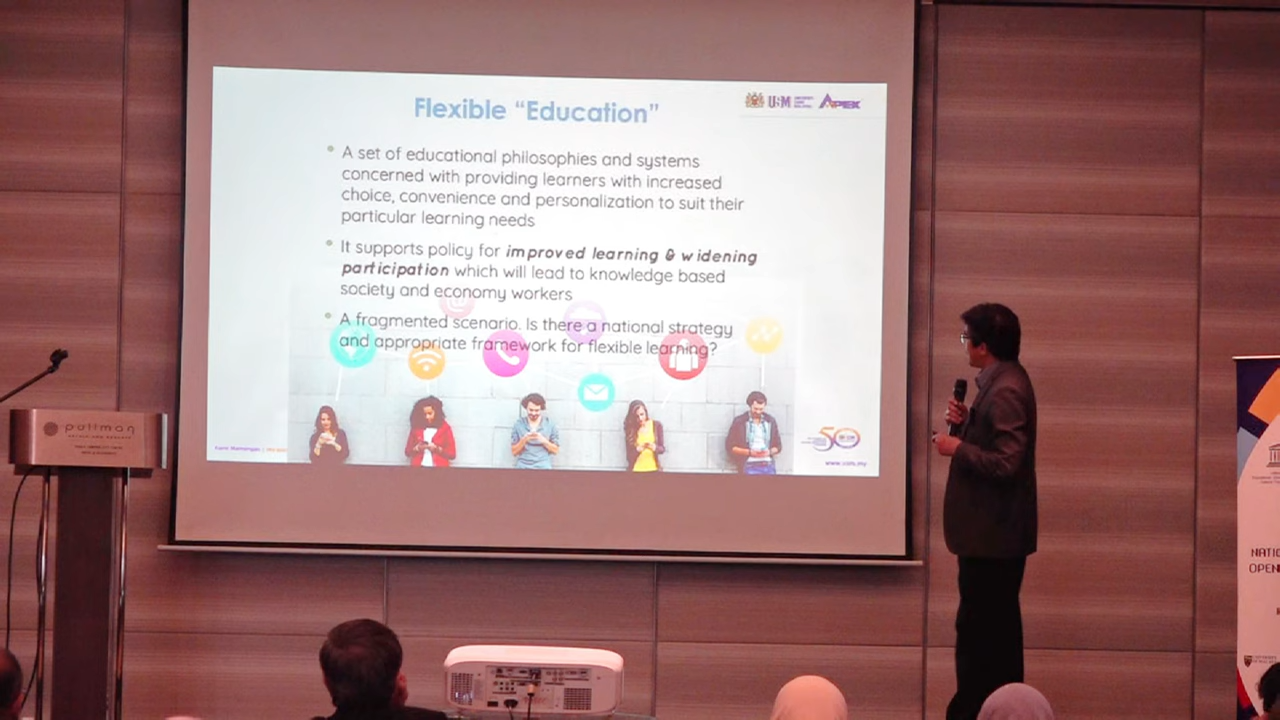 Flexible “Education”
USM
APEX
A set of educational philosophies and systems
concerned with providing learners with increased
choice, convenience and personalization to suit their
particular learning needs
It supports policy for improved learning & widening
participation which will lead to knowledge based
society and economy workers
A fragmented scenario. Is there a national strategy
and appropriate framework for flexible learning?
50
www.usm.my
pullman
NATIO
OPEN